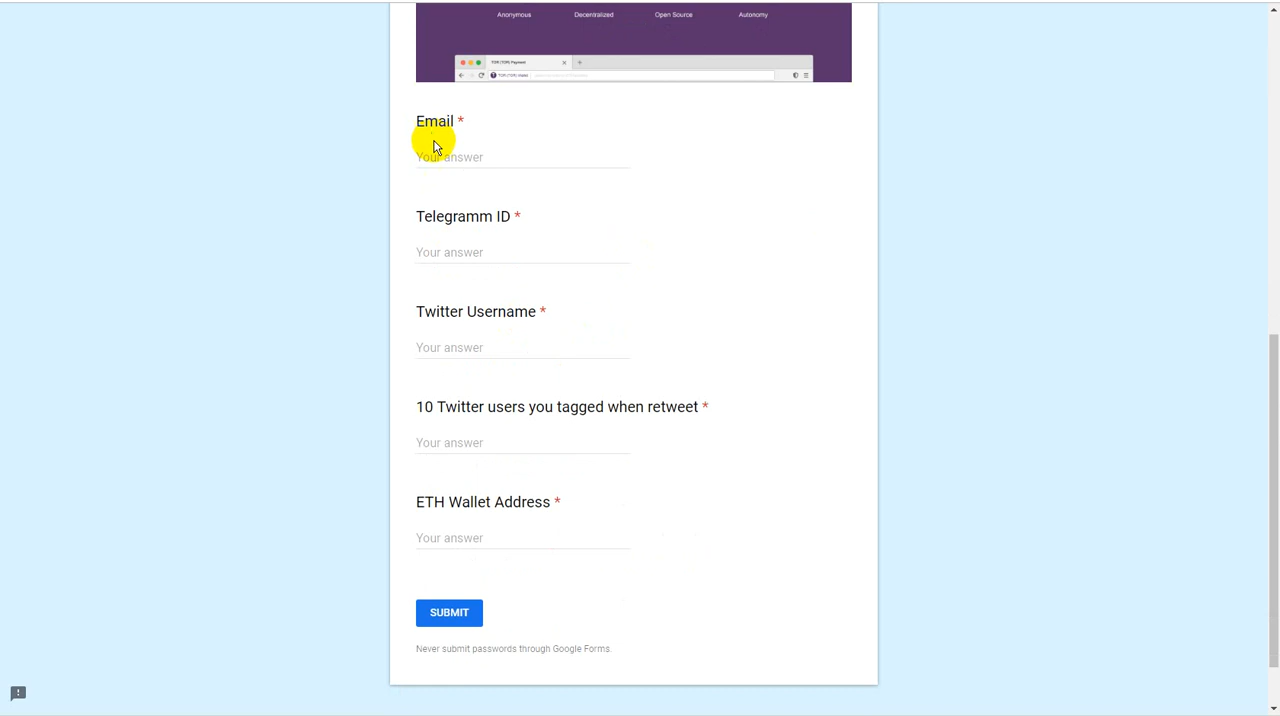 Anonymous Decentralized Open Source Autonomy
Email *
Your answer
Telegramm ID *
Your answer
Twitter Username *
Your answer
10 Twitter users you tagged when retweet *
Your answer
ETH Wallet Address *
Your answer
SUBMIT
Never submit passwords through Google Forms.